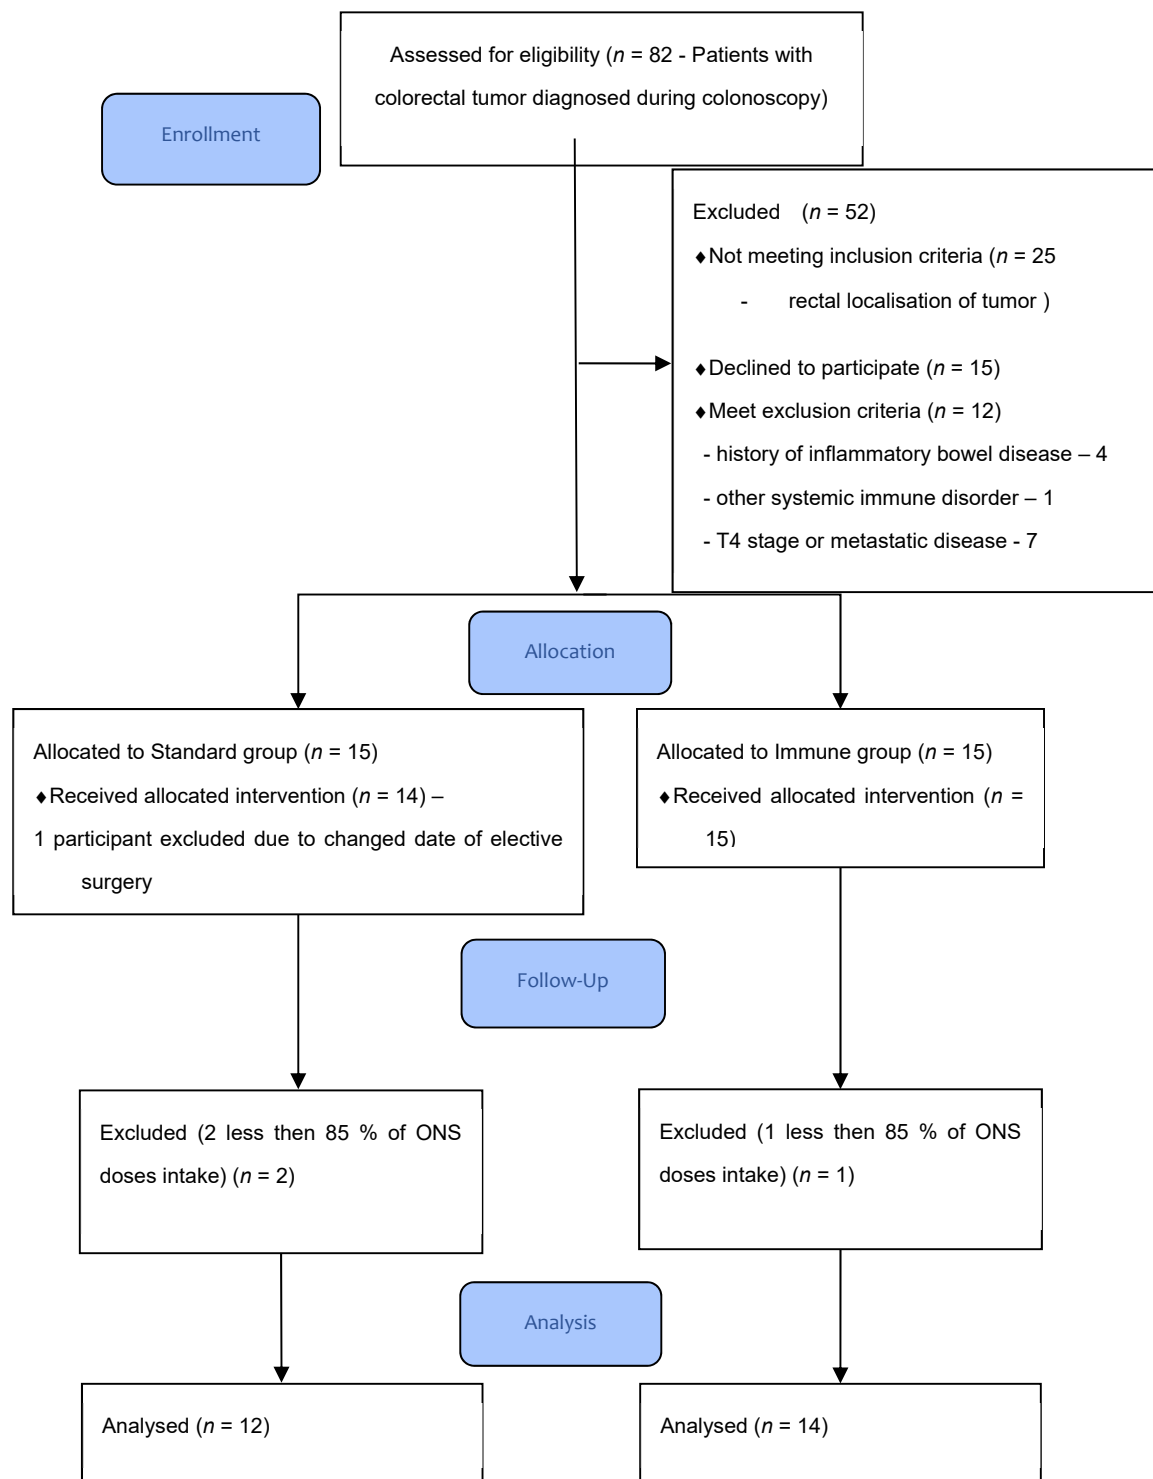 Assessed for eligibility (n = 82 - Patients with
colorectal tumor diagnosed during colonoscopy)
Enrollment
Excluded (n = 52)
♦Not meeting inclusion criteria (n = 25
- rectal localisation of tumor )
♦Declined to participate (n = 15)
♦Meet exclusion criteria (n = 12)
- history of inflammatory bowel disease – 4
- other systemic immune disorder – 1
- T4 stage or metastatic disease - 7
Allocation
Allocated to Standard group (n = 15)
♦Received allocated intervention (n = 14) –
1 participant excluded due to changed date of elective
surgery
Allocated to Immune group (n = 15)
♦Received allocated intervention (n =
15)
Follow-Up
Excluded (2 less then 85 % of ONS
doses intake) (n = 2)
Excluded (1 less then 85 % of ONS
doses intake) (n = 1)
Analysis
Analysed (n = 12)
Analysed (n = 14)